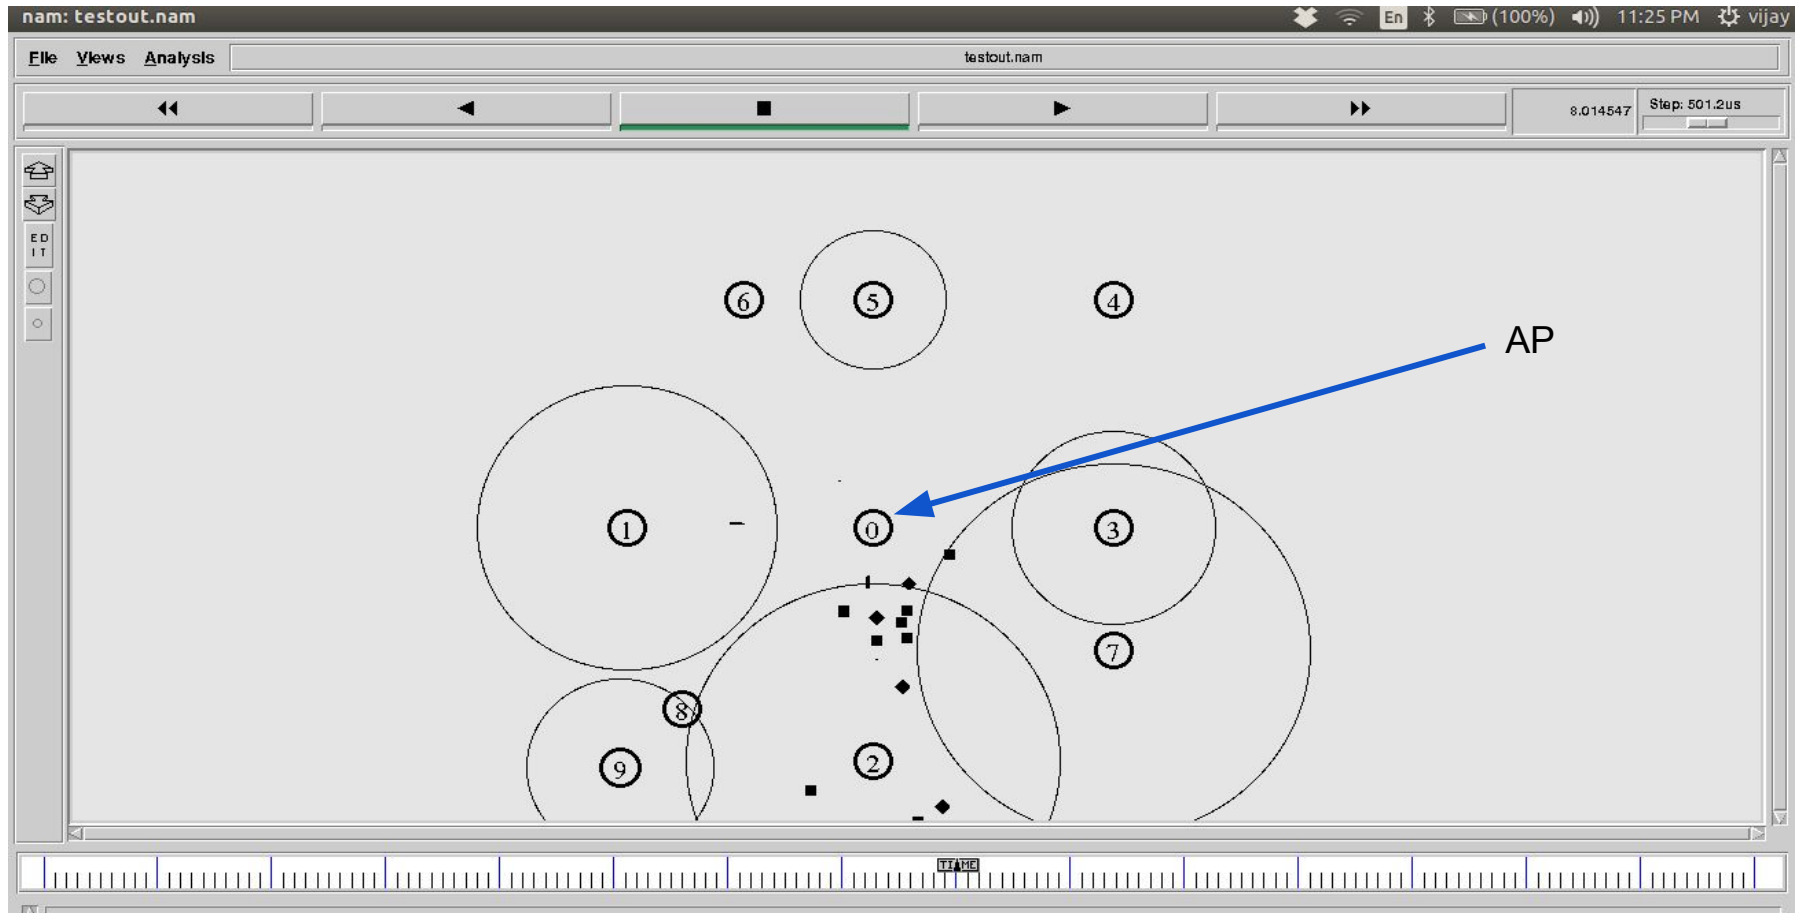 nam: testout.nam
En (100%) 11:25 PM vijay
File Views Analysis testout.nam
8.014547 Step: 501.2us
ED
IT
6 5 4
AP
1 0 3
7
8
9 2
TIME